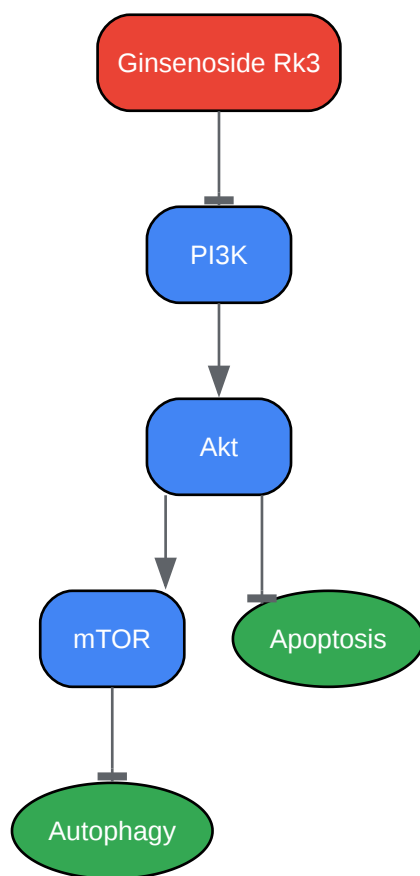 Ginsenoside Rk3
PI3K
Akt
mTOR
Apoptosis
Autophagy